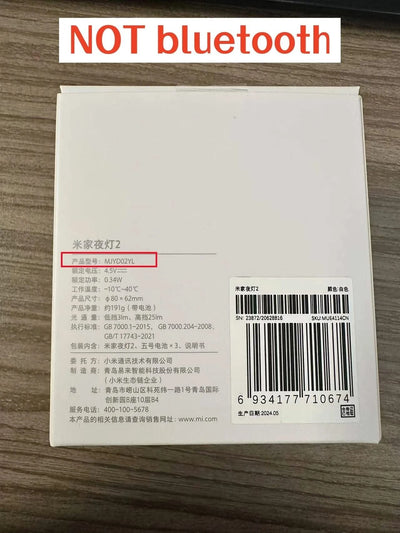 NOT bluetooth
米家夜灯2
产品型号：MJYD02YL
额定电压：4.5V⎓
额定功率：0.34W
工作温度：-10℃~40℃
产品尺寸：φ80×62mm
产品重量：约191g（带电池）
光 通 量：低挡3lm，高挡25lm
执行标准：GB 7000.1-2015、GB 7000.204-2008、
GB/T 17743-2021
包装内含：米家夜灯2、五号电池×3、说明书
委 托 方：小米通讯技术有限公司
制 造 商：青岛易来智能科技股份有限公司
（小米生态链企业）
地 址：青岛市崂山区科苑纬一路1号青岛国际
创新园B座10层B4
服务电话：400-100-5678
本产品的相关信息请查询销售网址：www.mi.com
米家夜灯2 颜色:白色
SN: 23872/20628816 SKU:MUE4114CN
6 934177 710674
生产日期:2024.05